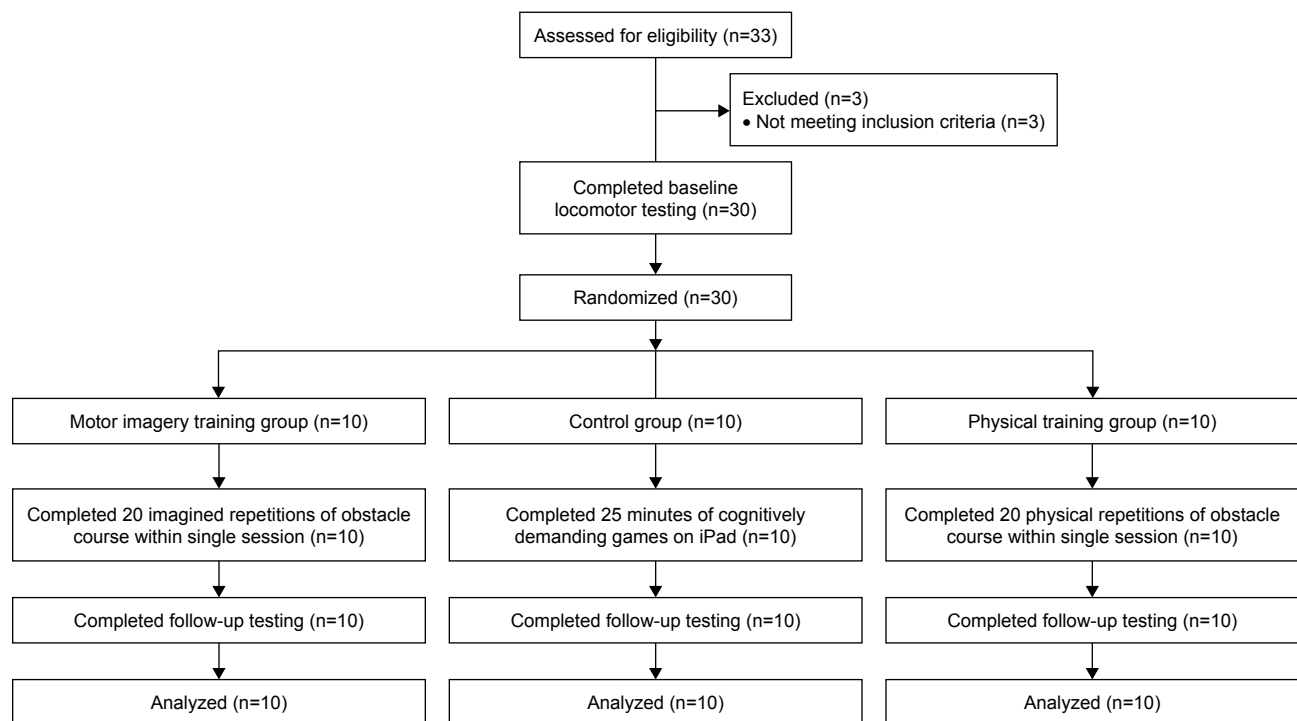 Assessed for eligibility (n=33)
Excluded (n=3)
• Not meeting inclusion criteria (n=3)
Completed baseline
locomotor testing (n=30)
Randomized (n=30)
Motor imagery training group (n=10)
Control group (n=10)
Physical training group (n=10)
Completed 20 imagined repetitions of obstacle
course within single session (n=10)
Completed 25 minutes of cognitively
demanding games on iPad (n=10)
Completed 20 physical repetitions of obstacle
course within single session (n=10)
Completed follow-up testing (n=10)
Completed follow-up testing (n=10)
Completed follow-up testing (n=10)
Analyzed (n=10)
Analyzed (n=10)
Analyzed (n=10)